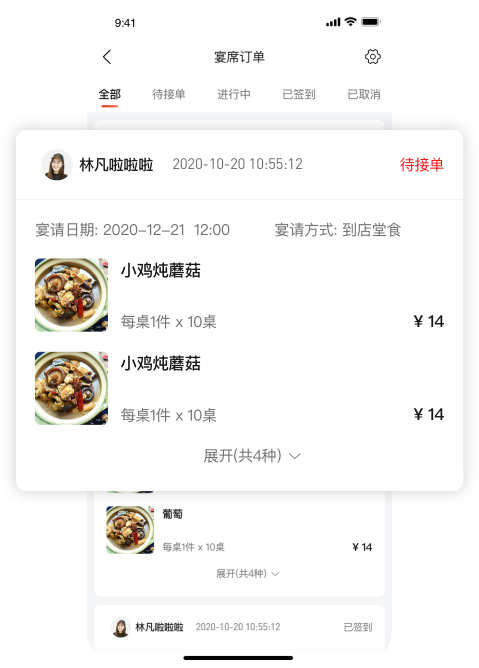 9:41
宴席订单
全部 待接单 进行中 已签到 已取消
林凡啦啦啦 2020-10-20 10:55:12 待接单
宴请日期: 2020-12-21 12:00 宴请方式: 到店堂食
小鸡炖蘑菇
每桌1件 x 10桌 ¥ 14
小鸡炖蘑菇
每桌1件 x 10桌 ¥ 14
展开(共4种)
葡萄
每桌1件 x 10桌 ¥ 14
展开(共4种)
林凡啦啦啦 2020-10-20 10:55:12 已签到